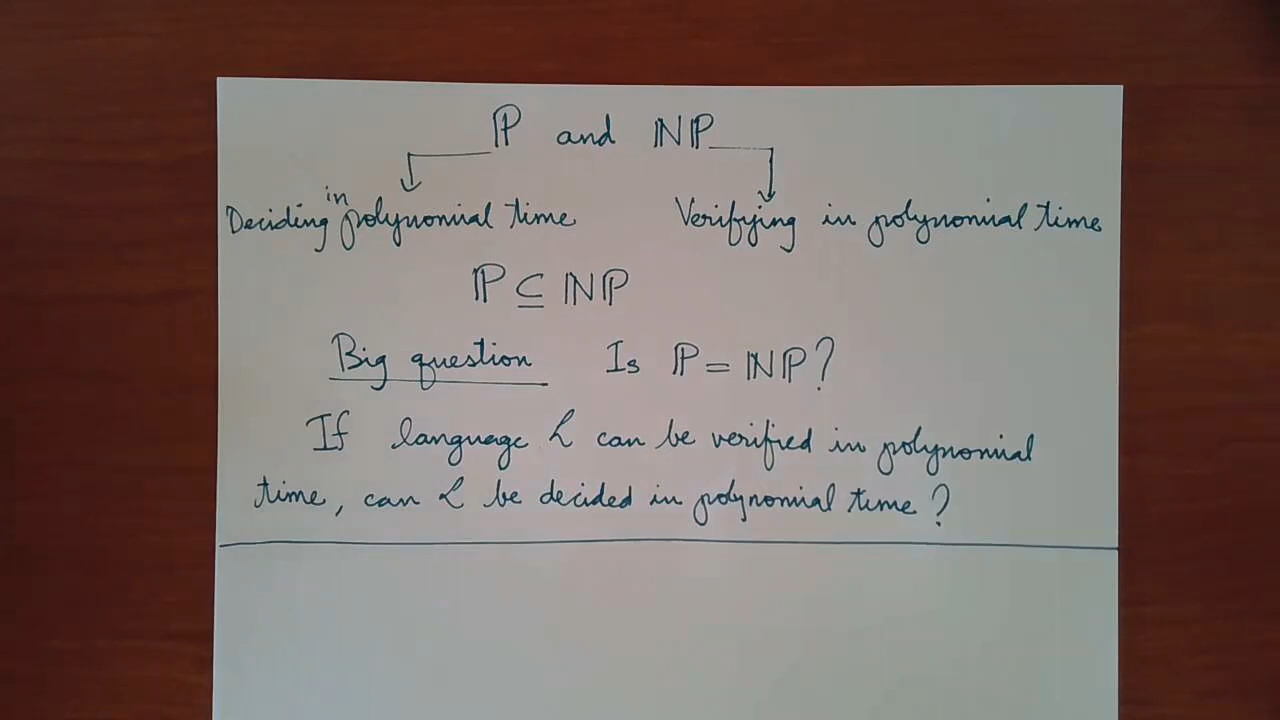 ℙ and ℕℙ
Deciding in polynomial time
Verifying in polynomial time
ℙ ⊆ ℕℙ
Big question Is ℙ = ℕℙ?
If language L can be verified in polynomial
time, can L be decided in polynomial time?